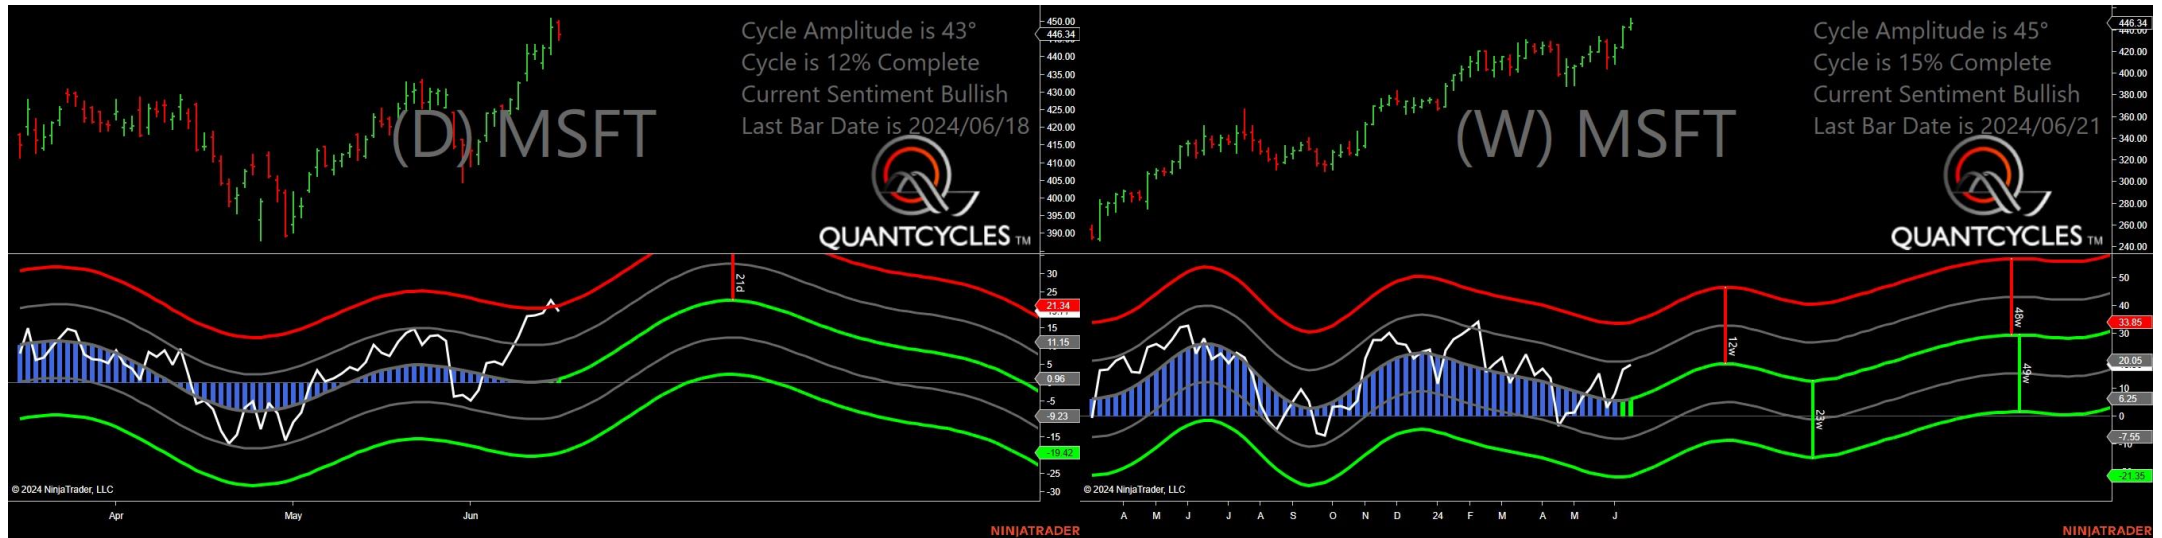 Cycle Amplitude is 43°
Cycle is 12% Complete
Current Sentiment Bullish
Last Bar Date is 2024/06/18
(D) MSFT
QUANTCYCLES TM
450.00
446.34
440.00
435.00
430.00
425.00
420.00
415.00
410.00
405.00
400.00
395.00
390.00
21d
30
25
21.34
15
11.15
5
0.96
-5
-9.23
-15
-19.42
-25
-30
© 2024 NinjaTrader, LLC
Apr
May
Jun
NINJATRADER
Cycle Amplitude is 45°
Cycle is 15% Complete
Current Sentiment Bullish
Last Bar Date is 2024/06/21
(W) MSFT
QUANTCYCLES TM
446.34
440.00
420.00
400.00
380.00
360.00
340.00
320.00
300.00
280.00
260.00
240.00
12w
23w
48w
49w
50
40
33.85
30
20.05
10
6.25
0
-7.55
-21.35
© 2024 NinjaTrader, LLC
A M J J A S O N D 24 F M A M J
NINJATRADER